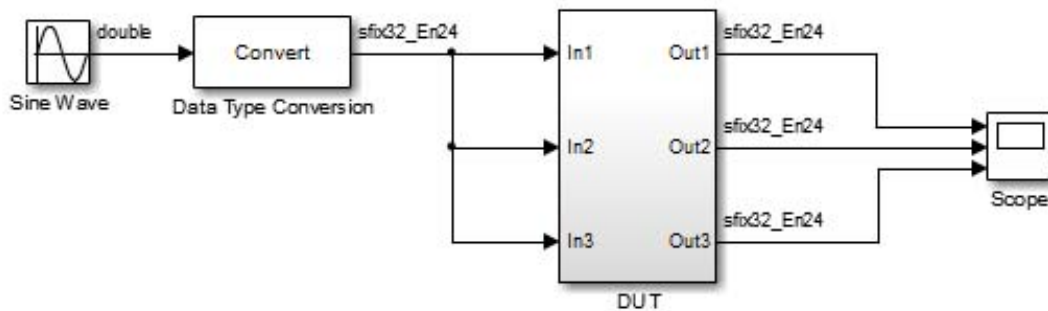 double
sfix32_En24
Convert
Sine Wave
Data Type Conversion
In1
Out1
sfix32_En24
In2
Out2
sfix32_En24
In3
Out3
sfix32_En24
DUT
Scope